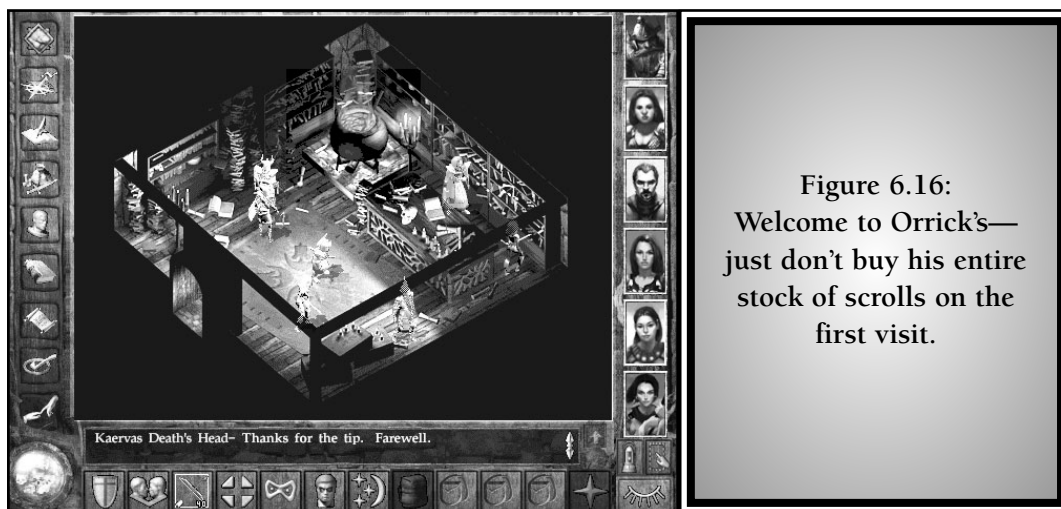 Kaervas Death's Head– Thanks for the tip. Farewell.
40
Figure 6.16:
Welcome to Orrick's—
just don't buy his entire
stock of scrolls on the
first visit.